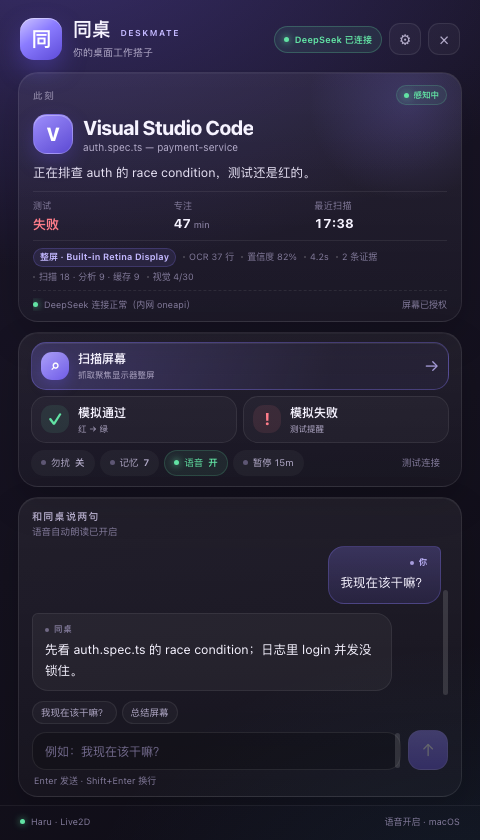 同
同桌 DESKMATE
你的桌面工作搭子
DeepSeek 已连接
此刻
感知中
V
Visual Studio Code
auth.spec.ts — payment-service
正在排查 auth 的 race condition，测试还是红的。
测试 专注 最近扫描
失败 47 min 17:38
整屏 · Built-in Retina Display · OCR 37 行 · 置信度 82% · 4.2s · 2 条证据
· 扫描 18 · 分析 9 · 缓存 9 · 视觉 4/30
DeepSeek 连接正常（内网 oneapi） 屏幕已授权
扫描屏幕
抓取聚焦显示器整屏
模拟通过
红 → 绿
模拟失败
测试提醒
勿扰 关 记忆 7 语音 开 暂停 15m 测试连接
和同桌说两句
语音自动朗读已开启
你
我现在该干嘛？
同桌
先看 auth.spec.ts 的 race condition；日志里 login 并发没
锁住。
我现在该干嘛？ 总结屏幕
例如：我现在该干嘛？
Enter 发送 · Shift+Enter 换行
Haru · Live2D 语音开启 · macOS